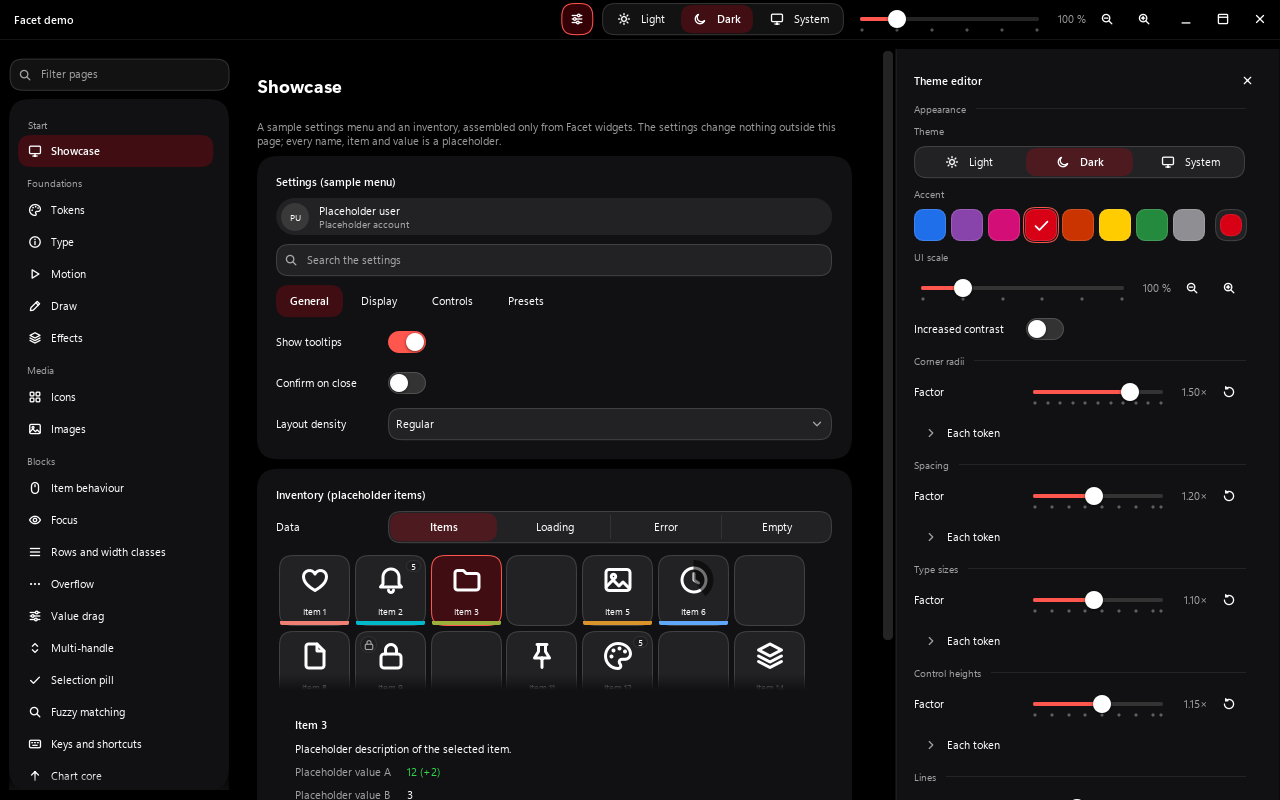 Facet demo
Light
Dark
System
100 %
Filter pages
Start
Showcase
Foundations
Tokens
Type
Motion
Draw
Effects
Media
Icons
Images
Blocks
Item behaviour
Focus
Rows and width classes
Overflow
Value drag
Multi-handle
Selection pill
Fuzzy matching
Keys and shortcuts
Chart core
Showcase
A sample settings menu and an inventory, assembled only from Facet widgets. The settings change nothing outside this
page; every name, item and value is a placeholder.
Settings (sample menu)
PU
Placeholder user
Placeholder account
Search the settings
General
Display
Controls
Presets
Show tooltips
Confirm on close
Layout density
Regular
Inventory (placeholder items)
Data
Items
Loading
Error
Empty
Item 1
5
Item 2
Item 3
Item 5
Item 6
5
Item 3
Placeholder description of the selected item.
Placeholder value A 12 (+2)
Placeholder value B 3
Theme editor
Appearance
Theme
Light
Dark
System
Accent
UI scale
100 %
Increased contrast
Corner radii
Factor
1.50×
Each token
Spacing
Factor
1.20×
Each token
Type sizes
Factor
1.10×
Each token
Control heights
Factor
1.15×
Each token
Lines